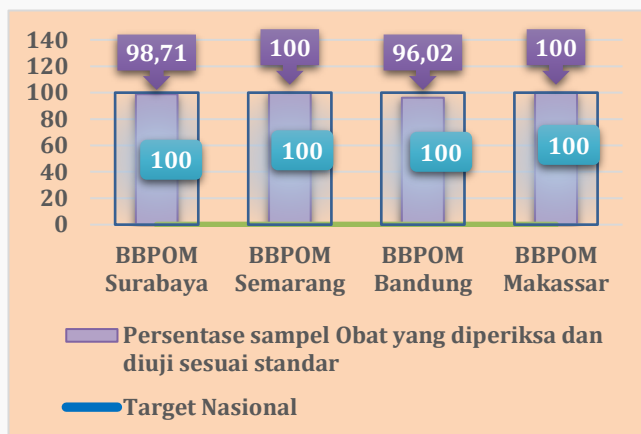 140
120
100
80
60
40
20
0
98,71
100
96,02
100
100
100
100
100
BBPOM Surabaya
BBPOM Semarang
BBPOM Bandung
BBPOM Makassar
Persentase sampel Obat yang diperiksa dan
diuji sesuai standar
Target Nasional